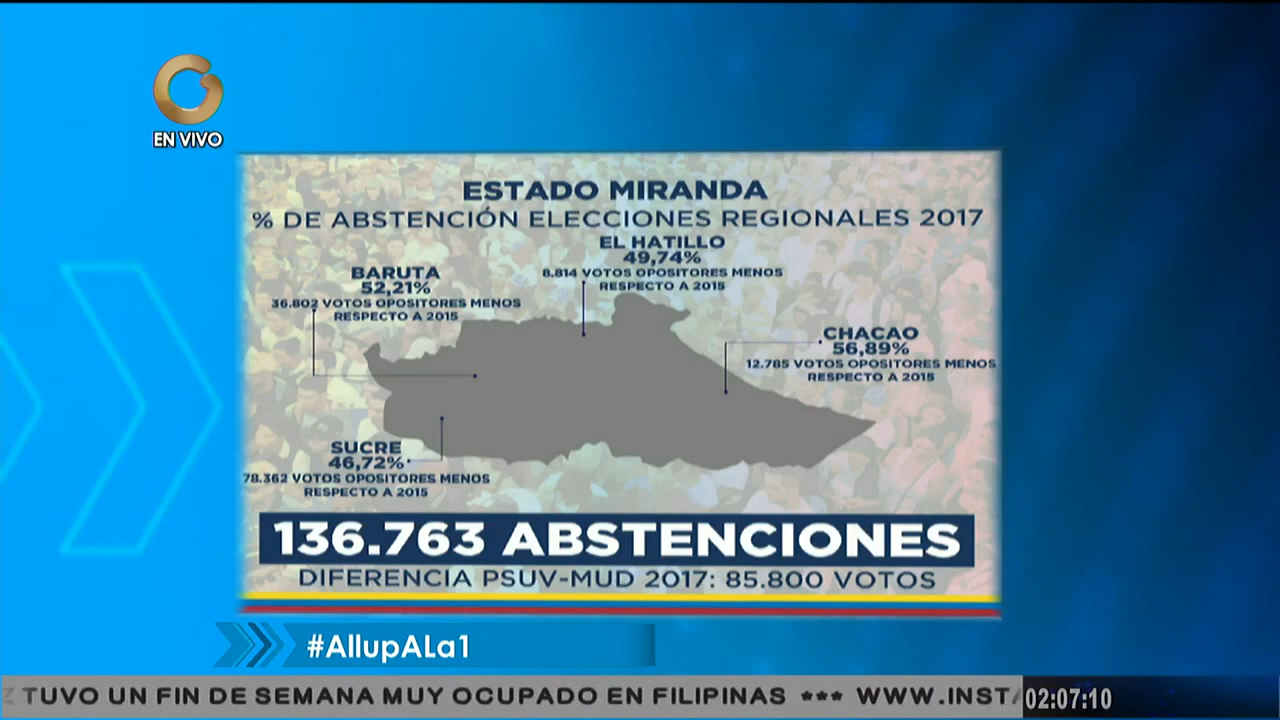 EN VIVO
ESTADO MIRANDA
% DE ABSTENCIÓN ELECCIONES REGIONALES 2017
EL HATILLO
49,74%
8.814 VOTOS OPOSITORES MENOS
RESPECTO A 2015
BARUTA
52,21%
36.802 VOTOS OPOSITORES MENOS
RESPECTO A 2015
CHACAO
56,89%
12.785 VOTOS OPOSITORES MENOS
RESPECTO A 2015
SUCRE
46,72%
78.362 VOTOS OPOSITORES MENOS
RESPECTO A 2015
136.763 ABSTENCIONES
DIFERENCIA PSUV-MUD 2017: 85.800 VOTOS
#AllupALa1
Z TUVO UN FIN DE SEMANA MUY OCUPADO EN FILIPINAS *** WWW.INSTA
02:07:10